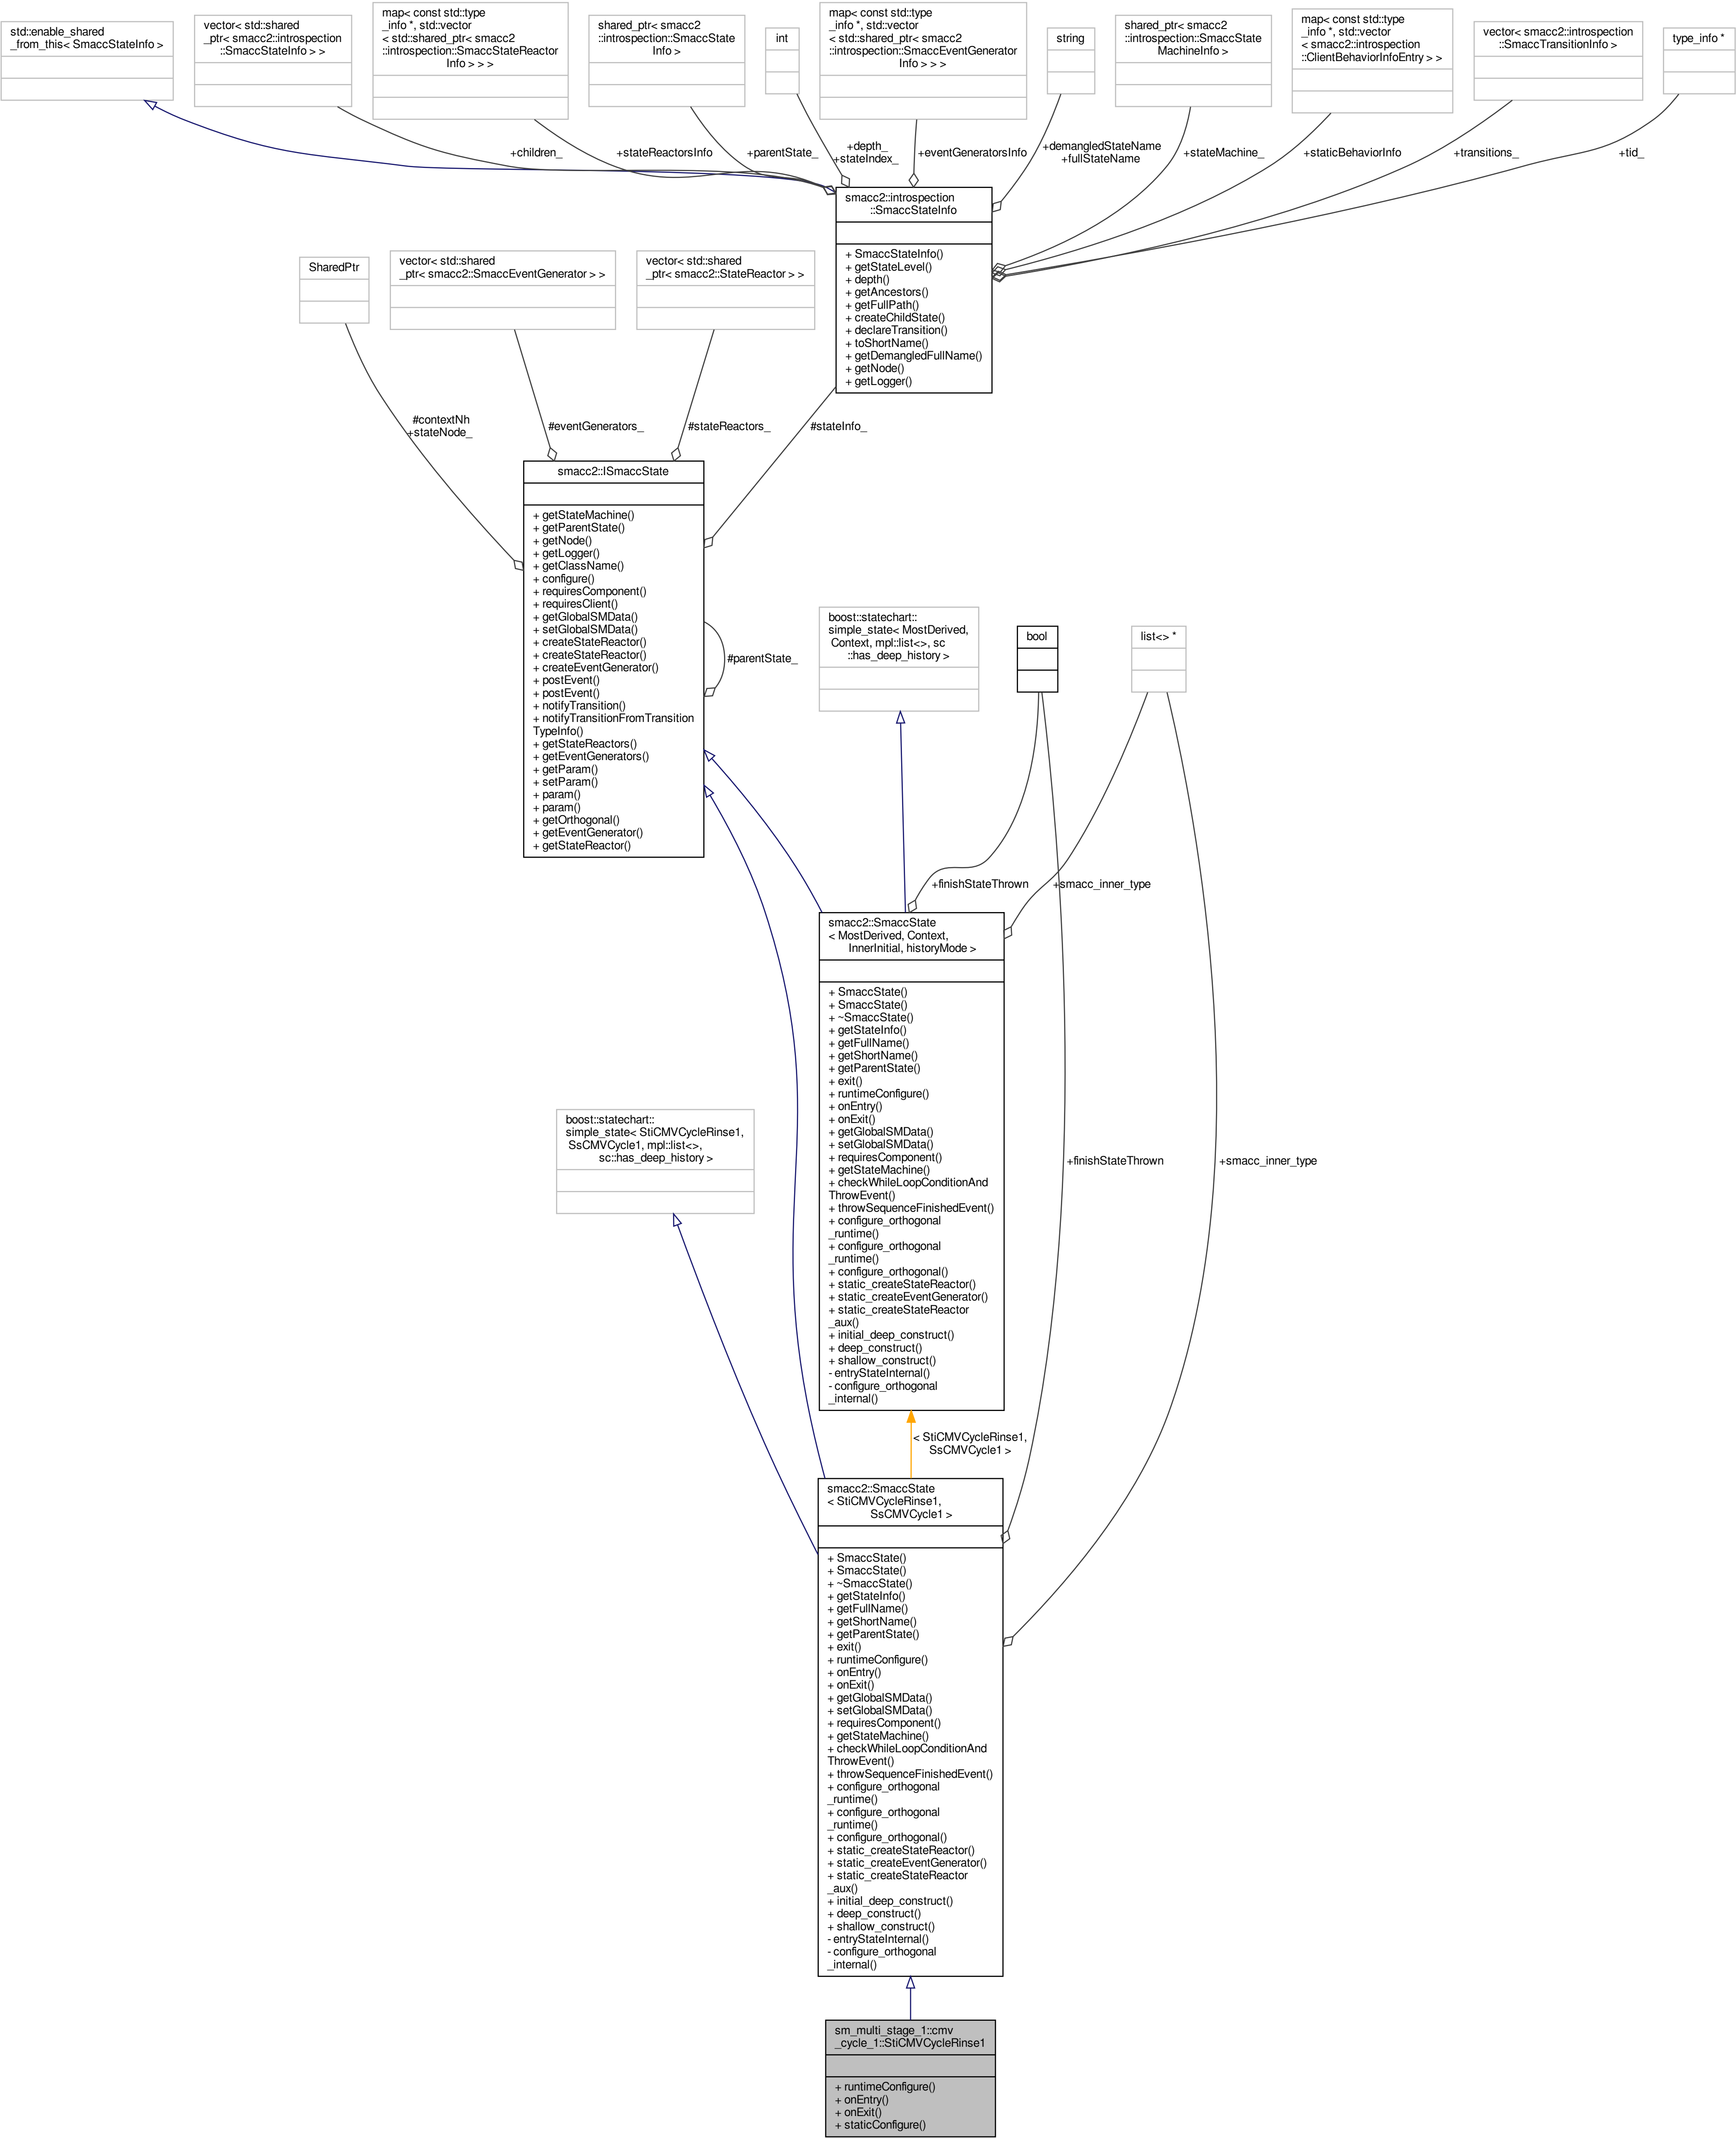 std::enable_shared
_from_this< SmaccStateInfo >
vector< std::shared
_ptr< smacc2::introspection
::SmaccStateInfo > >
map< const std::type
_info *, std::vector
< std::shared_ptr< smacc2
::introspection::SmaccStateReactor
Info > > >
shared_ptr< smacc2
::introspection::SmaccState
Info >
int
map< const std::type
_info *, std::vector
< std::shared_ptr< smacc2
::introspection::SmaccEventGenerator
Info > > >
string
shared_ptr< smacc2
::introspection::SmaccState
MachineInfo >
map< const std::type
_info *, std::vector
< smacc2::introspection
::ClientBehaviorInfoEntry > >
vector< smacc2::introspection
::SmaccTransitionInfo >
type_info *
+children_
+stateReactorsInfo
+parentState_
+depth_
+stateIndex_
+eventGeneratorsInfo
+demangledStateName
+fullStateName
+stateMachine_
+staticBehaviorInfo
+transitions_
+tid_
smacc2::introspection
::SmaccStateInfo
+ SmaccStateInfo()
+ getStateLevel()
+ depth()
+ getAncestors()
+ getFullPath()
+ createChildState()
+ declareTransition()
+ toShortName()
+ getDemangledFullName()
+ getNode()
+ getLogger()
SharedPtr
vector< std::shared
_ptr< smacc2::SmaccEventGenerator > >
vector< std::shared
_ptr< smacc2::StateReactor > >
#contextNh
+stateNode_
#eventGenerators_
#stateReactors_
#stateInfo_
smacc2::ISmaccState
+ getStateMachine()
+ getParentState()
+ getNode()
+ getLogger()
+ getClassName()
+ configure()
+ requiresComponent()
+ requiresClient()
+ getGlobalSMData()
+ setGlobalSMData()
+ createStateReactor()
+ createStateReactor()
+ createEventGenerator()
+ postEvent()
+ postEvent()
+ notifyTransition()
+ notifyTransitionFromTransition
TypeInfo()
+ getStateReactors()
+ getEventGenerators()
+ getParam()
+ setParam()
+ param()
+ param()
+ getOrthogonal()
+ getEventGenerator()
+ getStateReactor()
#parentState_
boost::statechart::
simple_state< MostDerived,
Context, mpl::list<>, sc
::has_deep_history >
bool
list<> *
+finishStateThrown
+smacc_inner_type
smacc2::SmaccState
< MostDerived, Context,
InnerInitial, historyMode >
+ SmaccState()
+ SmaccState()
+ ~SmaccState()
+ getStateInfo()
+ getFullName()
+ getShortName()
+ getParentState()
+ exit()
+ runtimeConfigure()
+ onEntry()
+ onExit()
+ getGlobalSMData()
+ setGlobalSMData()
+ requiresComponent()
+ getStateMachine()
+ checkWhileLoopConditionAnd
ThrowEvent()
+ throwSequenceFinishedEvent()
+ configure_orthogonal
_runtime()
+ configure_orthogonal
_runtime()
+ configure_orthogonal()
+ static_createStateReactor()
+ static_createEventGenerator()
+ static_createStateReactor
_aux()
+ initial_deep_construct()
+ deep_construct()
+ shallow_construct()
- entryStateInternal()
- configure_orthogonal
_internal()
boost::statechart::
simple_state< StiCMVCycleRinse1,
SsCMVCycle1, mpl::list<>,
sc::has_deep_history >
+finishStateThrown
+smacc_inner_type
< StiCMVCycleRinse1,
SsCMVCycle1 >
smacc2::SmaccState
< StiCMVCycleRinse1,
SsCMVCycle1 >
+ SmaccState()
+ SmaccState()
+ ~SmaccState()
+ getStateInfo()
+ getFullName()
+ getShortName()
+ getParentState()
+ exit()
+ runtimeConfigure()
+ onEntry()
+ onExit()
+ getGlobalSMData()
+ setGlobalSMData()
+ requiresComponent()
+ getStateMachine()
+ checkWhileLoopConditionAnd
ThrowEvent()
+ throwSequenceFinishedEvent()
+ configure_orthogonal
_runtime()
+ configure_orthogonal
_runtime()
+ configure_orthogonal()
+ static_createStateReactor()
+ static_createEventGenerator()
+ static_createStateReactor
_aux()
+ initial_deep_construct()
+ deep_construct()
+ shallow_construct()
- entryStateInternal()
- configure_orthogonal
_internal()
sm_multi_stage_1::cmv
_cycle_1::StiCMVCycleRinse1
+ runtimeConfigure()
+ onEntry()
+ onExit()
+ staticConfigure()